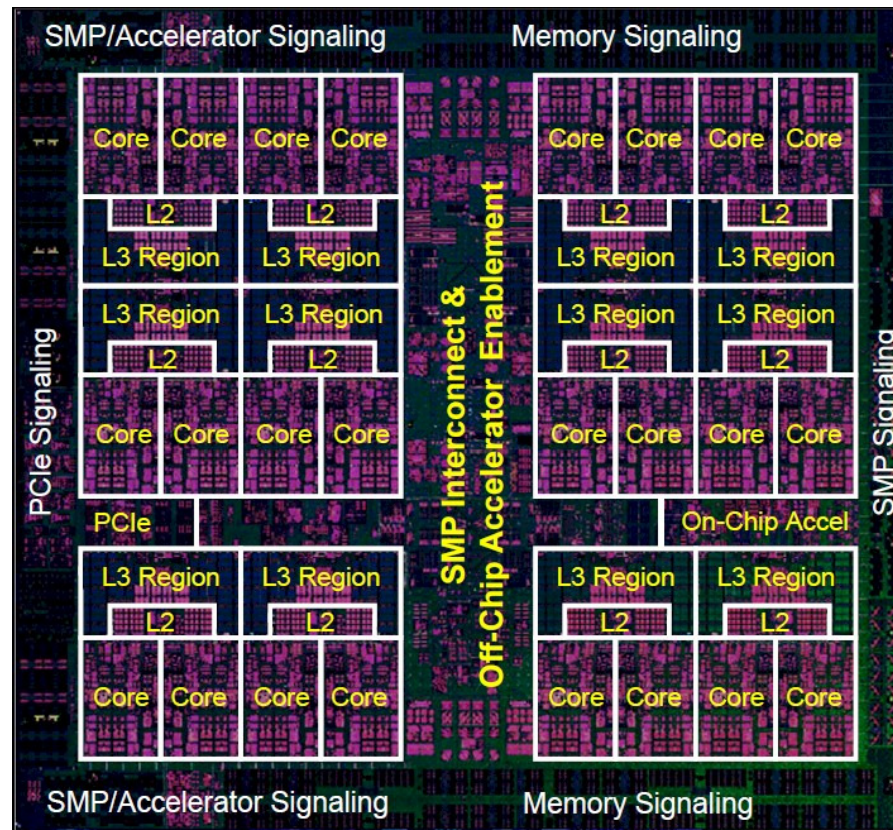 SMP/Accelerator Signaling Memory Signaling
Core Core Core Core Core Core Core Core
L2 L2 L2 L2
L3 Region L3 Region L3 Region L3 Region
L3 Region L3 Region L3 Region L3 Region
L2 L2 L2 L2
Core Core Core Core Core Core Core Core
PCIe Signaling
SMP Interconnect &
Off-Chip Accelerator Enablement
SMP Signaling
PCIe On-Chip Accel
L3 Region L3 Region L3 Region L3 Region
L2 L2 L2 L2
Core Core Core Core Core Core Core Core
SMP/Accelerator Signaling Memory Signaling